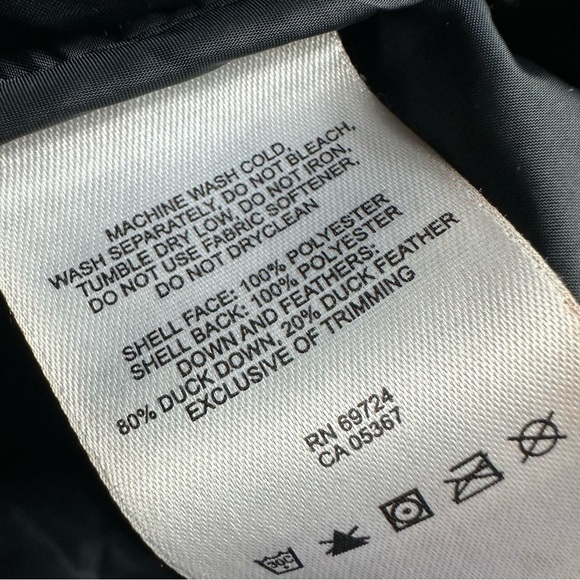 MACHINE WASH COLD.
WASH SEPARATELY. DO NOT BLEACH.
TUMBLE DRY LOW. DO NOT IRON.
DO NOT USE FABRIC SOFTENER.
DO NOT DRYCLEAN
SHELL FACE: 100% POLYESTER
SHELL BACK: 100% POLYESTER
DOWN AND FEATHERS:
80% DUCK DOWN, 20% DUCK FEATHER
EXCLUSIVE OF TRIMMING
RN 69724
CA 05367
30C